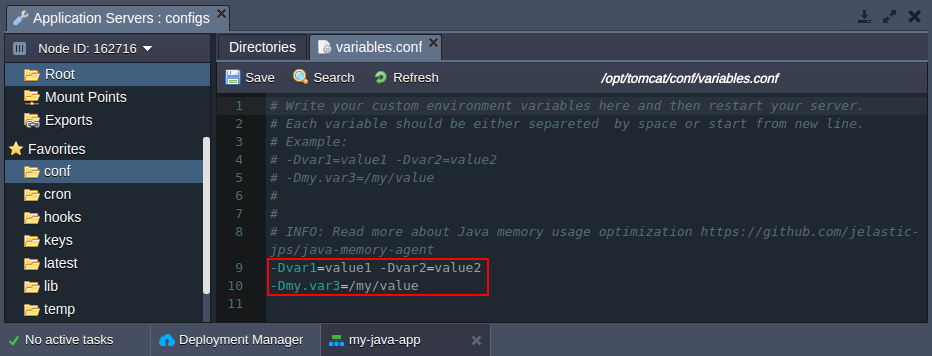 Application Servers : configs
Node ID: 162716
Root
Mount Points
Exports
Favorites
conf
cron
hooks
keys
latest
lib
temp
Directories
variables.conf
Save
Search
Refresh
/opt/tomcat/conf/variables.conf
1 # Write your custom environment variables here and then restart your server.
2 # Each variable should be either separeted  by space or start from new line.
3 # Example:
4 # -Dvar1=value1 -Dvar2=value2
5 # -Dmy.var3=/my/value
6 #
7 #
8 # INFO: Read more about Java memory usage optimization https://github.com/jelastic-
jps/java-memory-agent
9 -Dvar1=value1 -Dvar2=value2
10 -Dmy.var3=/my/value
11
No active tasks
Deployment Manager
my-java-app